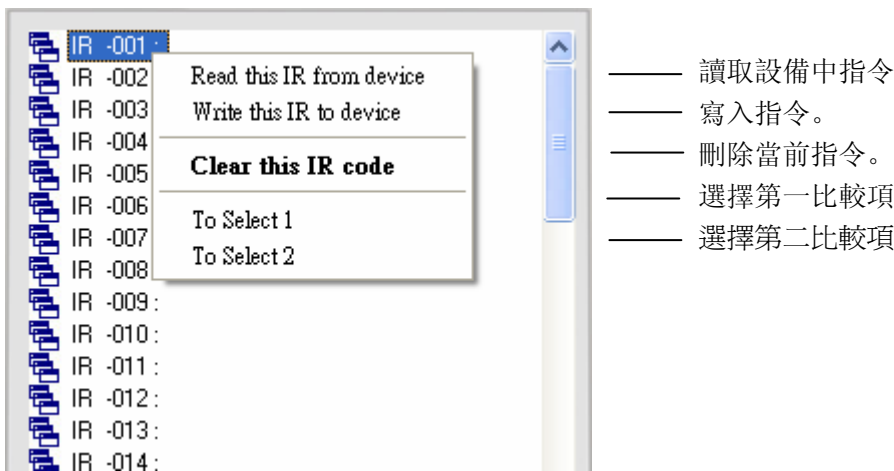 IR -001 :
IR -002
IR -003
IR -004
IR -005
IR -006
IR -007
IR -008
IR -009 :
IR -010 :
IR -011 :
IR -012 :
IR -013 :
IR -014 :
Read this IR from device
Write this IR to device
Clear this IR code
To Select 1
To Select 2
讀取設備中指令
寫入指令。
刪除當前指令。
選擇第一比較項
選擇第二比較項